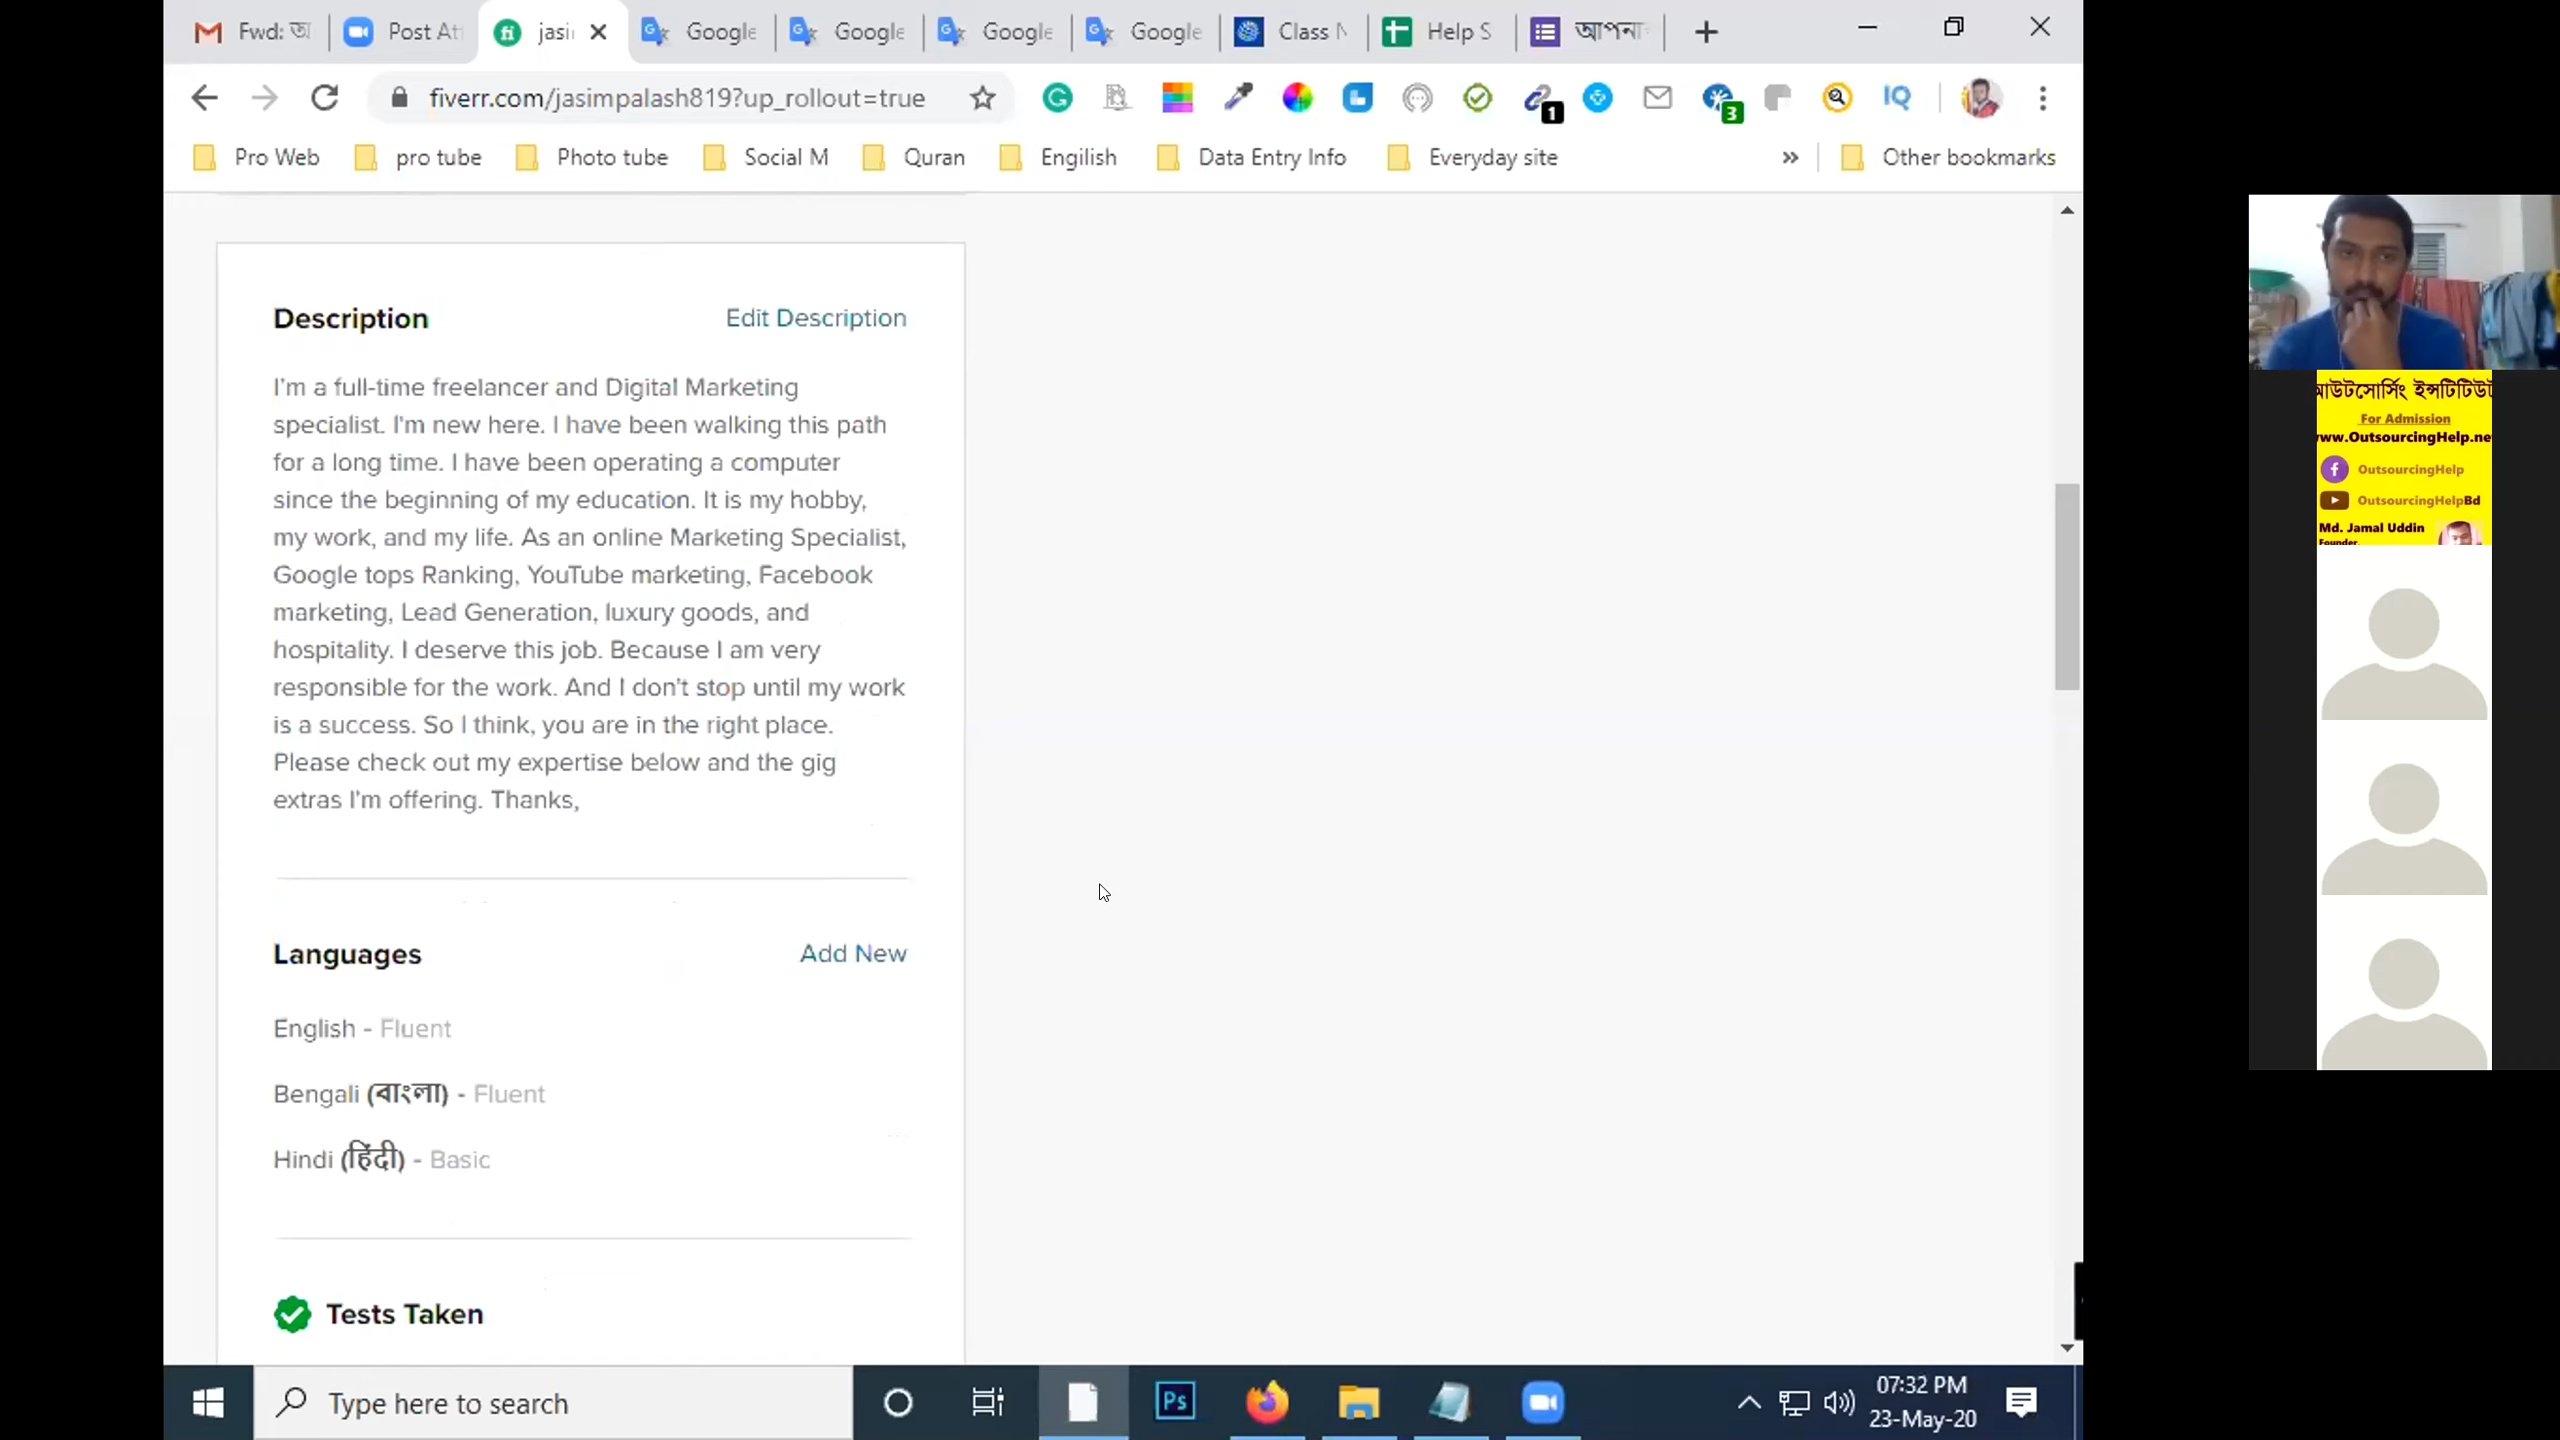 Fwd: অ
Post At
jasi
Google
Google
Google
Google
Class N
Help S
আপনা
fiverr.com/jasimpalash819?up_rollout=true
1
3
IQ
Pro Web
pro tube
Photo tube
Social M
Quran
Engilish
Data Entry Info
Everyday site
Other bookmarks
Description
Edit Description
I'm a full-time freelancer and Digital Marketing
specialist. I'm new here. I have been walking this path
for a long time. I have been operating a computer
since the beginning of my education. It is my hobby,
my work, and my life. As an online Marketing Specialist,
Google tops Ranking, YouTube marketing, Facebook
marketing, Lead Generation, luxury goods, and
hospitality. I deserve this job. Because I am very
responsible for the work. And I don't stop until my work
is a success. So I think, you are in the right place.
Please check out my expertise below and the gig
extras I'm offering. Thanks,
Languages
Add New
English - Fluent
Bengali (বাংলা) - Fluent
Hindi (हिंदी) - Basic
Tests Taken
Type here to search
Ps
07:32 PM
23-May-20
আউটসোর্সিং ইন্সটিটিউট
For Admission
www.OutsourcingHelp.ne
OutsourcingHelp
OutsourcingHelpBd
Md. Jamal Uddin
Founder,